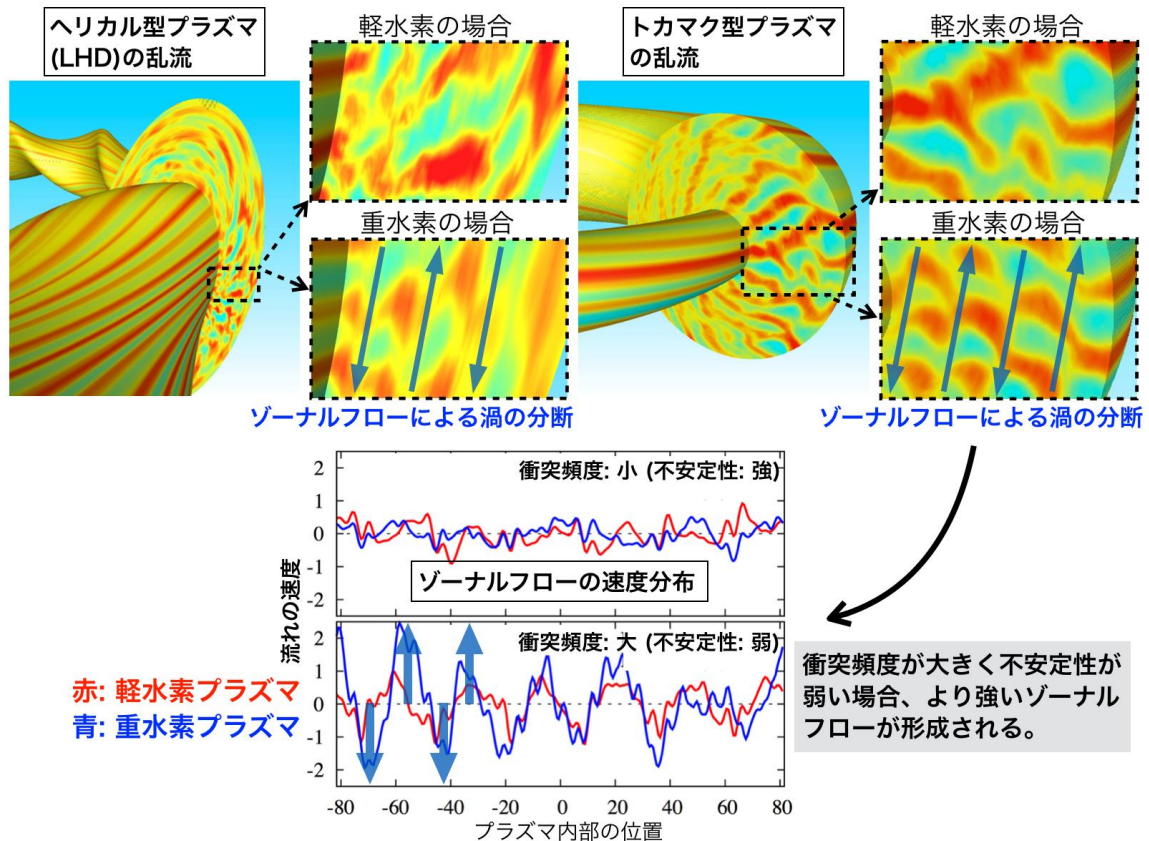 ヘリカル型プラズマ
(LHD)の乱流
軽水素の場合
重水素の場合
ゾーナルフローによる渦の分断
トカマク型プラズマ
の乱流
軽水素の場合
重水素の場合
ゾーナルフローによる渦の分断
衝突頻度: 小 (不安定性: 強)
2
1
0
-1
-2
ゾーナルフローの速度分布
流れの速度
衝突頻度: 大 (不安定性: 弱)
2
1
0
-1
-2
-80 -60 -40 -20 0 20 40 60 80
プラズマ内部の位置
赤: 軽水素プラズマ
青: 重水素プラズマ
衝突頻度が大きく不安定性が
弱い場合、より強いゾーナル
フローが形成される。